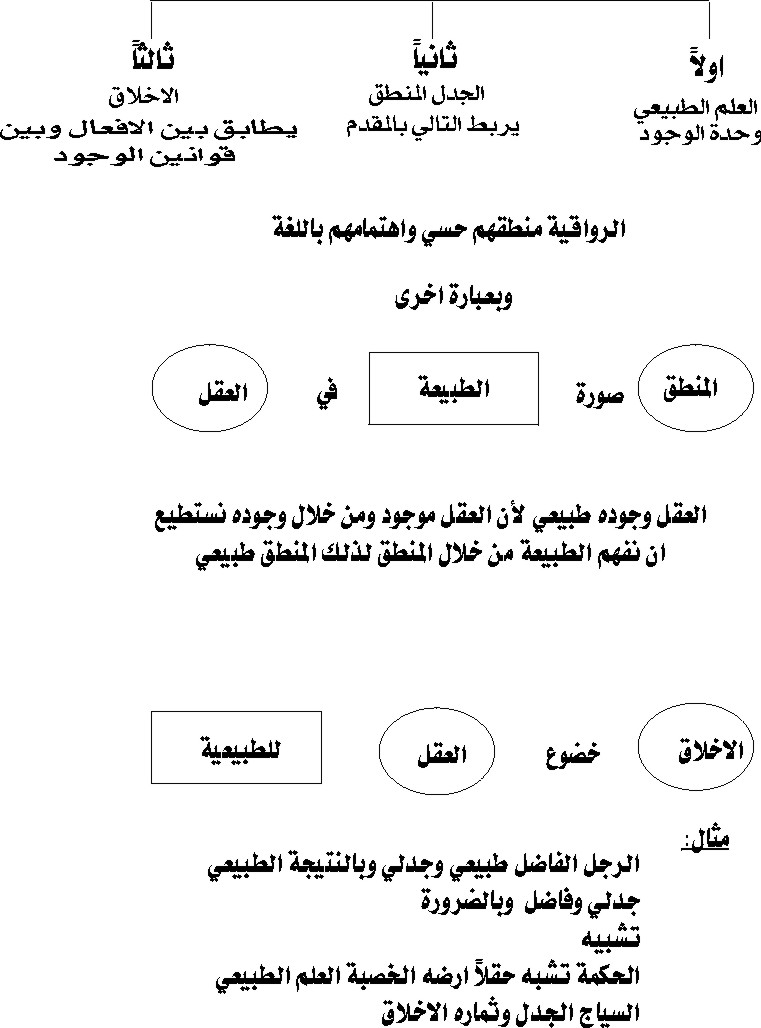 اولاً
العلم الطبيعي
وحدة الوجود
ثانياً
الجدل المنطق
يربط التالي بالمقدم
ثالثاً
الاخلاق
يطابق بين الافعال وبين
قوانين الوجود
الرواقية منطقهم حسي واهتمامهم باللغة
وبعبارة اخرى
المنطق صورة الطبيعة في العقل
العقل وجوده طبيعي لأن العقل موجود ومن خلال وجوده نستطيع
ان نفهم الطبيعة من خلال المنطق لذلك المنطق طبيعي
الاخلاق خضوع العقل للطبيعية
مثال:
الرجل الفاضل طبيعي وجدلي وبالنتيجة الطبيعي
جدلي وفاضل وبالضرورة
تشبيه
الحكمة تشبه حقلاً ارضه الخصبة العلم الطبيعي
السياج الجدل وثماره الاخلاق